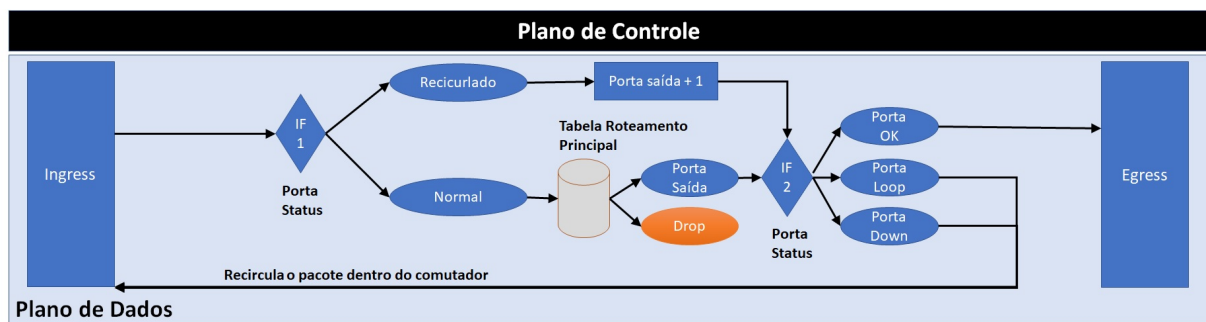 Plano de Controle
Ingress
IF
1
Porta
Status
Recicurlado
Porta saída + 1
Normal
Tabela Roteamento
Principal
Porta
Saída
Drop
IF
2
Porta
Status
Porta
OK
Porta
Loop
Porta
Down
Egress
Recircula o pacote dentro do comutador
Plano de Dados